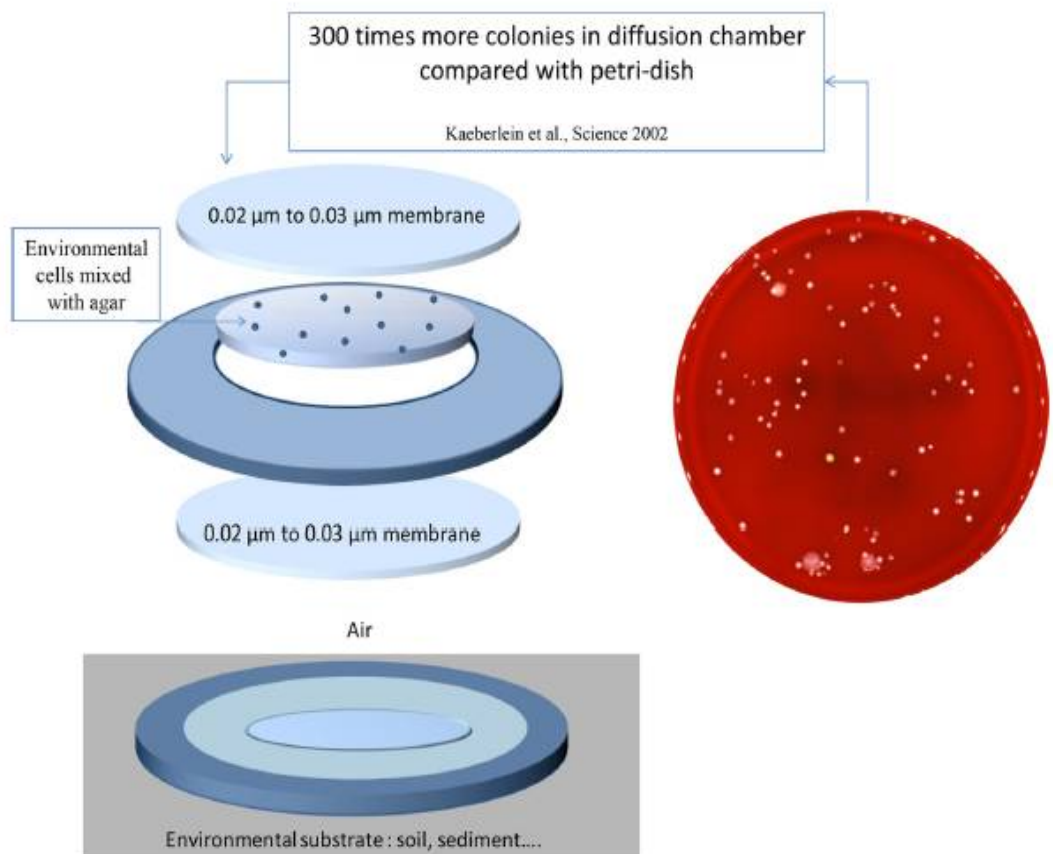 300 times more colonies in diffusion chamber
compared with petri-dish
Kaeberlein et al., Science 2002
0.02 µm to 0.03 µm membrane
Environmental
cells mixed
with agar
0.02 µm to 0.03 µm membrane
Air
Environmental substrate : soil, sediment....